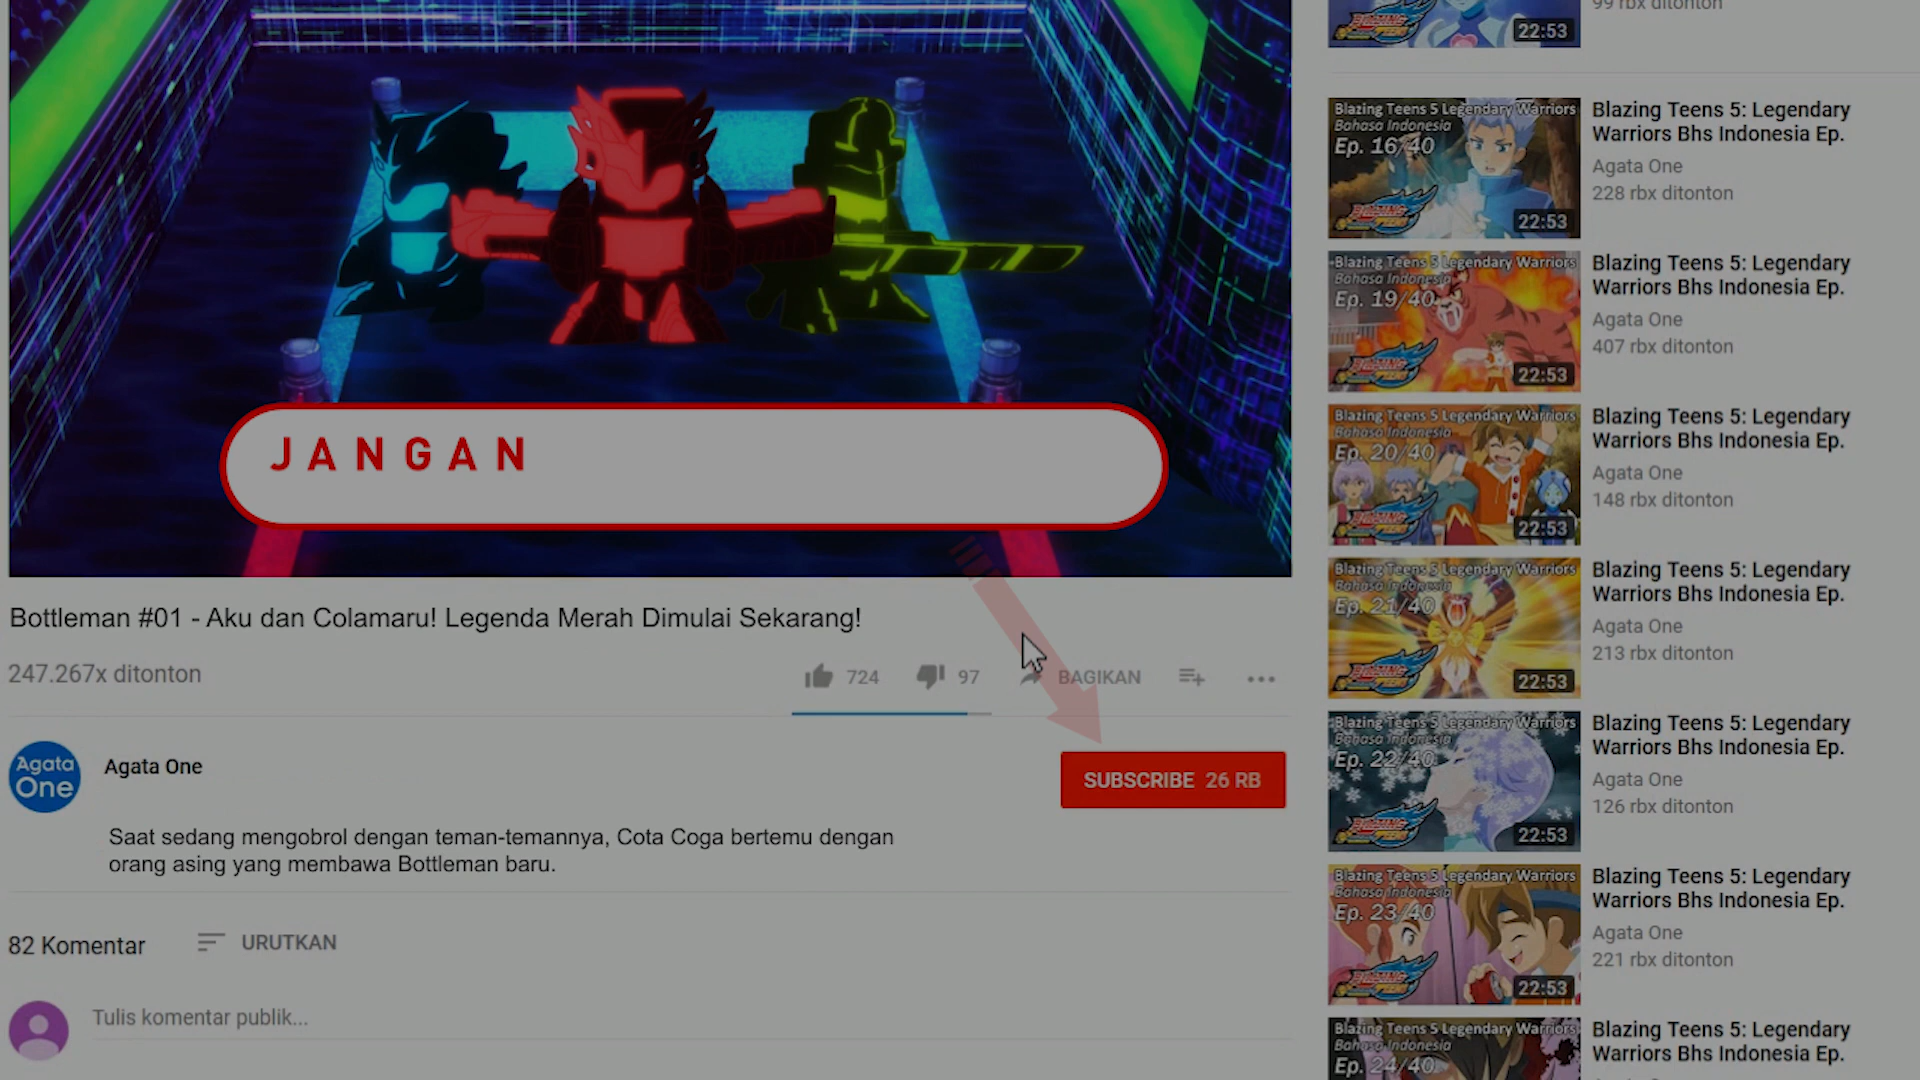 JANGAN
Bottleman #01 - Aku dan Colamaru! Legenda Merah Dimulai Sekarang!
247.267x ditonton
724
97
BAGIKAN
Agata
One
Agata One
SUBSCRIBE 26 RB
Saat sedang mengobrol dengan teman-temannya, Cota Coga bertemu dengan
orang asing yang membawa Bottleman baru.
82 Komentar
URUTKAN
Tulis komentar publik...
99 rbx ditonton
22:53
Blazing Teens 5 Legendary Warriors
Bahasa Indonesia
Ep. 16/40
22:53
Blazing Teens 5: Legendary
Warriors Bhs Indonesia Ep.
Agata One
228 rbx ditonton
Blazing Teens 5 Legendary Warriors
Bahasa Indonesia
Ep. 19/40
22:53
Blazing Teens 5: Legendary
Warriors Bhs Indonesia Ep.
Agata One
407 rbx ditonton
Blazing Teens 5 Legendary Warriors
Bahasa Indonesia
Ep. 20/40
22:53
Blazing Teens 5: Legendary
Warriors Bhs Indonesia Ep.
Agata One
148 rbx ditonton
Blazing Teens 5 Legendary Warriors
Bahasa Indonesia
Ep. 21/40
22:53
Blazing Teens 5: Legendary
Warriors Bhs Indonesia Ep.
Agata One
213 rbx ditonton
Blazing Teens 5 Legendary Warriors
Bahasa Indonesia
Ep. 22/40
22:53
Blazing Teens 5: Legendary
Warriors Bhs Indonesia Ep.
Agata One
126 rbx ditonton
Blazing Teens 5 Legendary Warriors
Bahasa Indonesia
Ep. 23/40
22:53
Blazing Teens 5: Legendary
Warriors Bhs Indonesia Ep.
Agata One
221 rbx ditonton
Blazing Teens 5 Legendary Warriors
Bahasa Indonesia
Ep. 24/40
Blazing Teens 5: Legendary
Warriors Bhs Indonesia Ep.